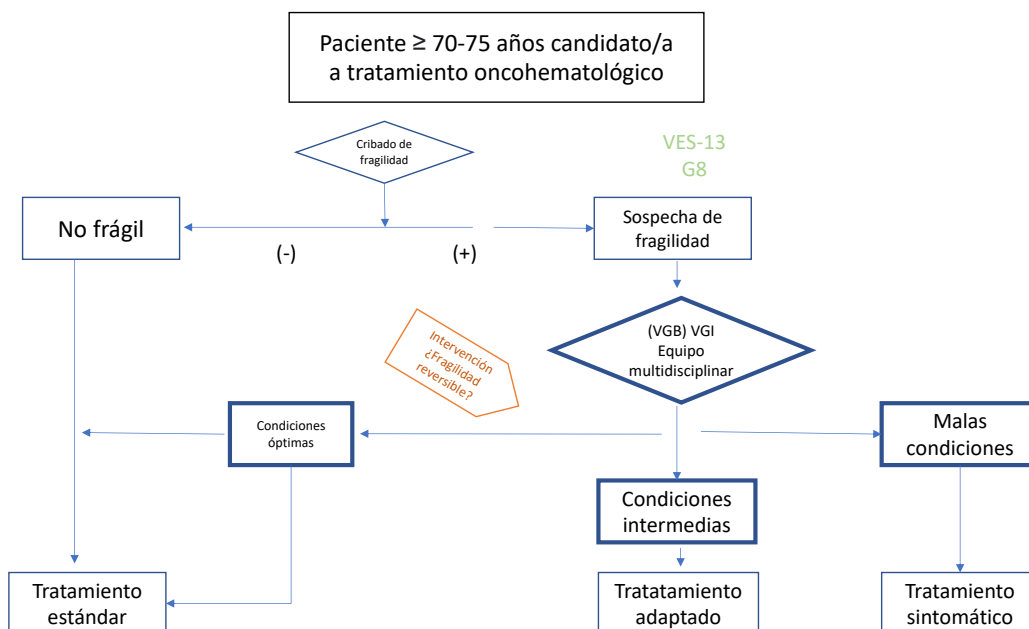 Paciente ≥ 70-75 años candidato/a
a tratamiento oncohematológico
Cribado de
fragilidad
VES-13
G8
No frágil
(-)
(+)
Sospecha de
fragilidad
(VGB) VGI
Equipo
multidisciplinar
Intervención
¿Fragilidad
reversible?
Condiciones
óptimas
Malas
condiciones
Condiciones
intermedias
Tratamiento
estándar
Tratatamiento
adaptado
Tratamiento
sintomático